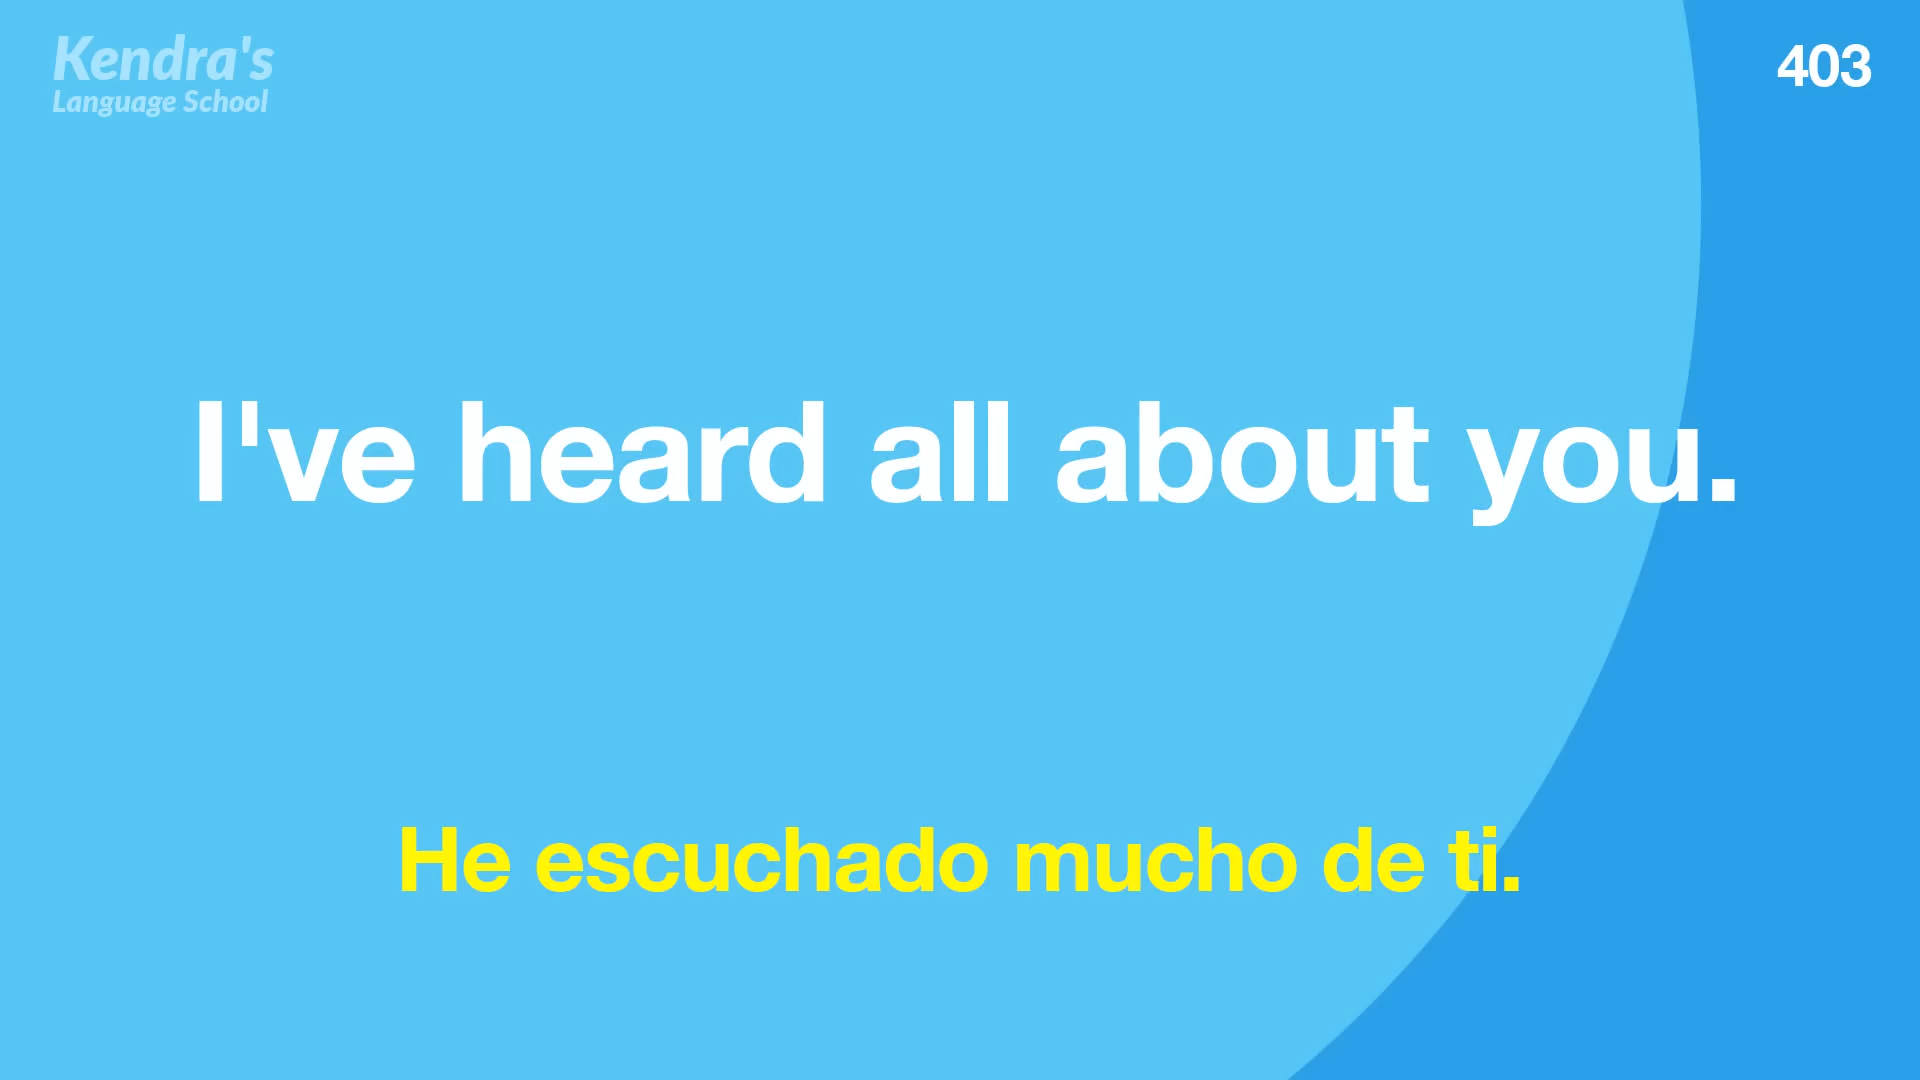 Kendra's
Language School
403
I've heard all about you.
He escuchado mucho de ti.